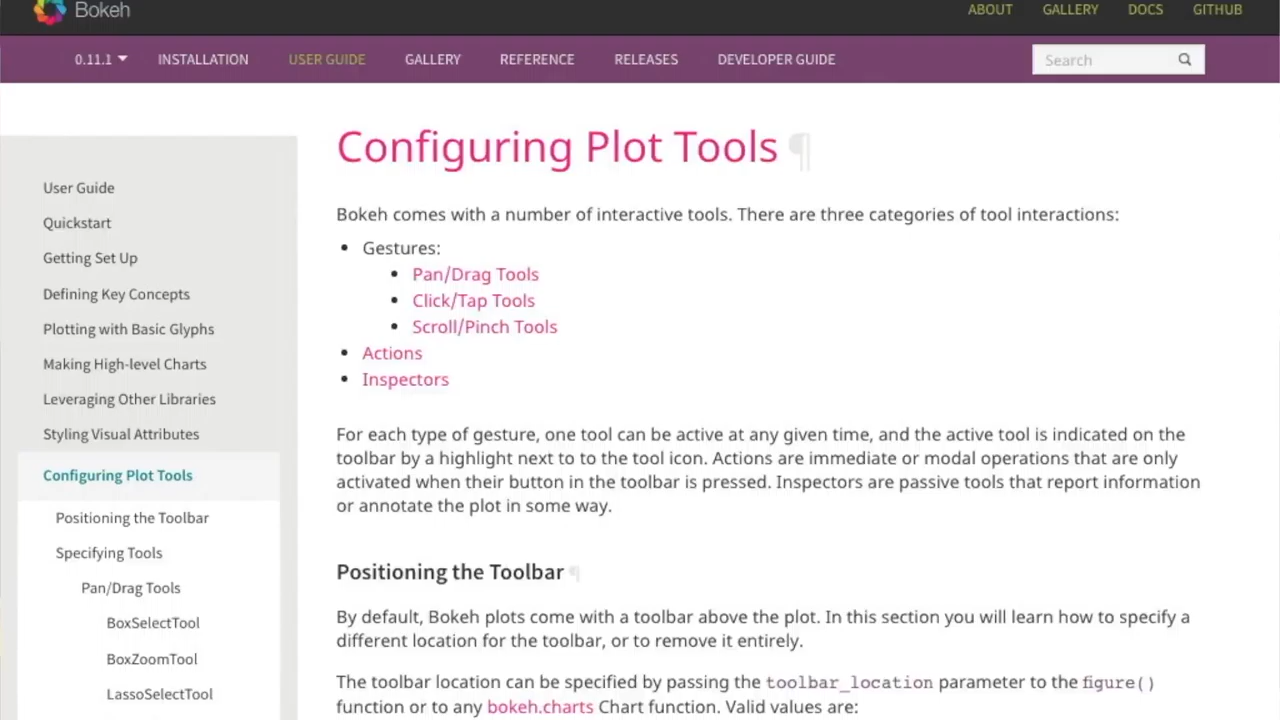 Bokeh
ABOUT GALLERY DOCS GITHUB
0.11.1 INSTALLATION USER GUIDE GALLERY REFERENCE RELEASES DEVELOPER GUIDE
Search
Configuring Plot Tools ¶
Bokeh comes with a number of interactive tools. There are three categories of tool interactions:
• Gestures:
• Pan/Drag Tools
• Click/Tap Tools
• Scroll/Pinch Tools
• Actions
• Inspectors
For each type of gesture, one tool can be active at any given time, and the active tool is indicated on the
toolbar by a highlight next to to the tool icon. Actions are immediate or modal operations that are only
activated when their button in the toolbar is pressed. Inspectors are passive tools that report information
or annotate the plot in some way.
Positioning the Toolbar ¶
By default, Bokeh plots come with a toolbar above the plot. In this section you will learn how to specify a
different location for the toolbar, or to remove it entirely.
The toolbar location can be specified by passing the toolbar_location parameter to the figure()
function or to any bokeh.charts Chart function. Valid values are:
User Guide
Quickstart
Getting Set Up
Defining Key Concepts
Plotting with Basic Glyphs
Making High-level Charts
Leveraging Other Libraries
Styling Visual Attributes
Configuring Plot Tools
Positioning the Toolbar
Specifying Tools
Pan/Drag Tools
BoxSelectTool
BoxZoomTool
LassoSelectTool